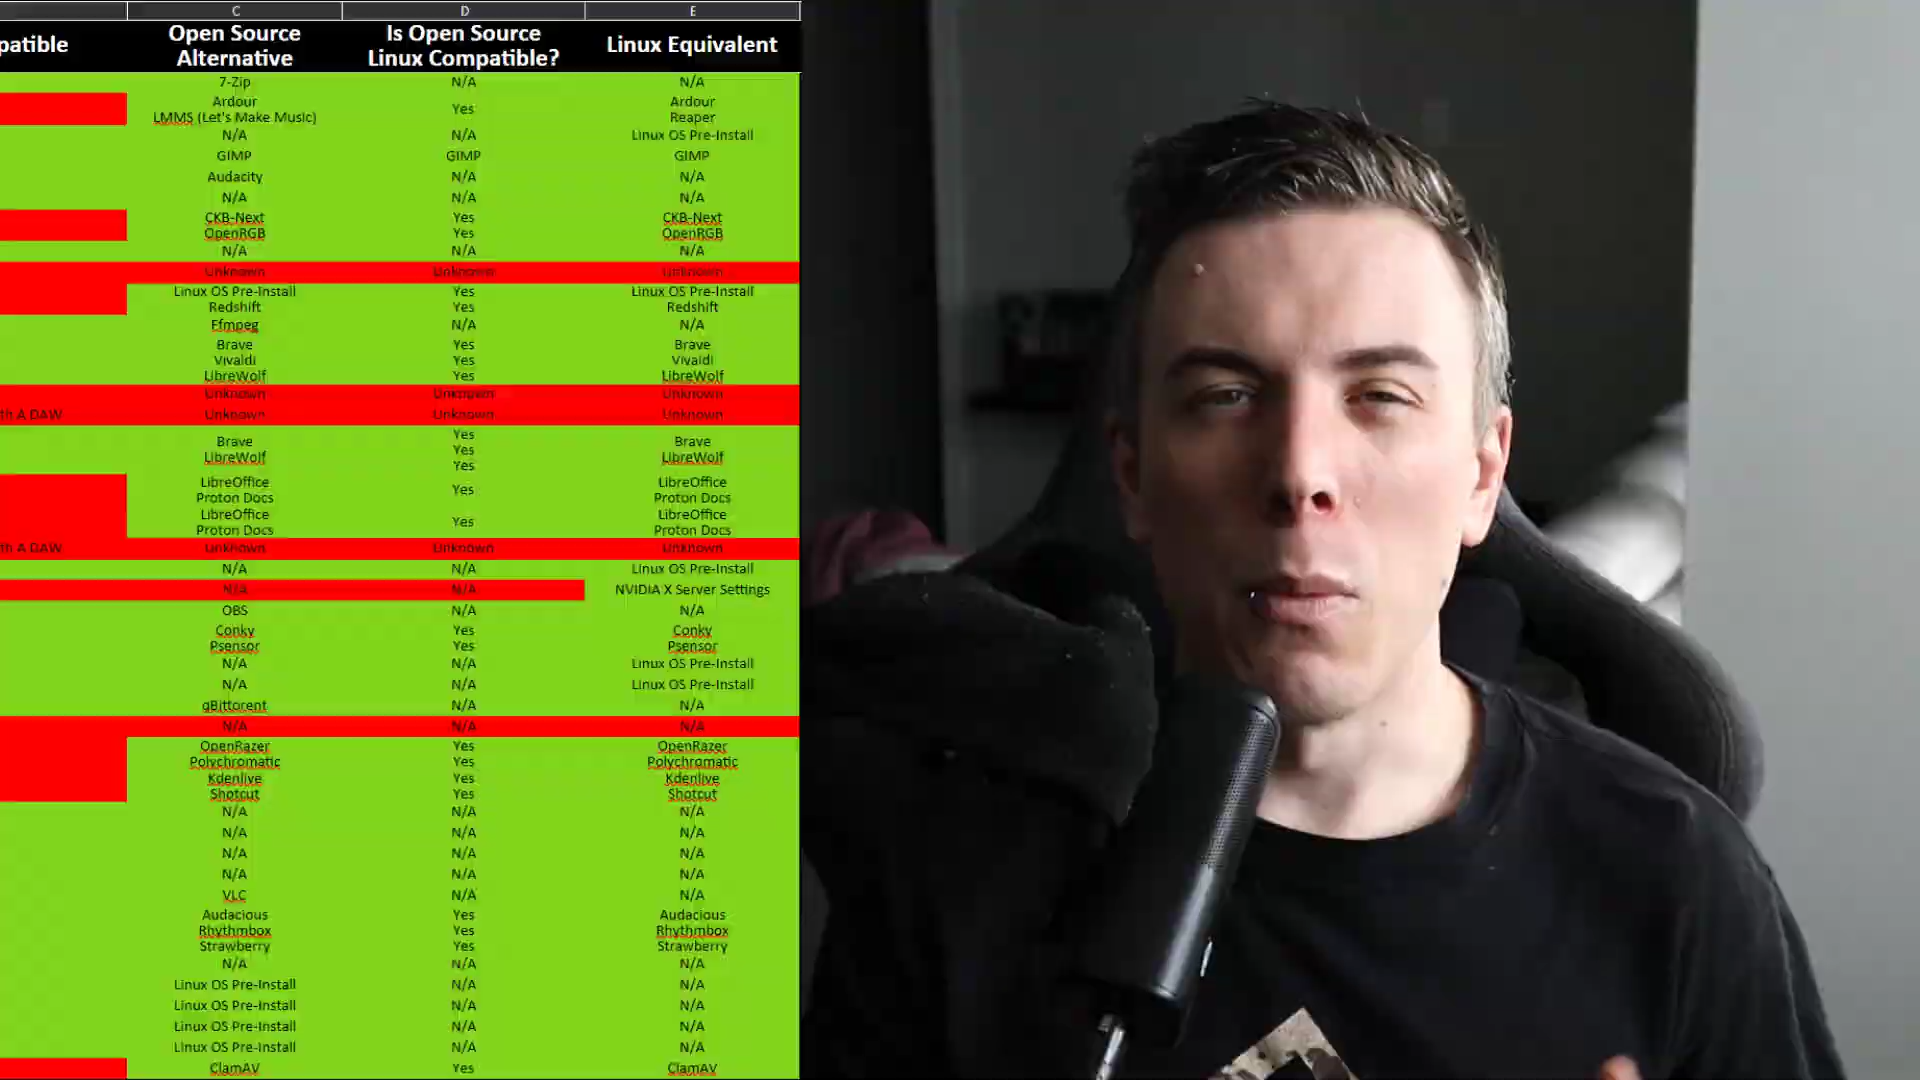 C D E
patible Open Source Alternative Is Open Source Linux Compatible? Linux Equivalent
7-Zip N/A N/A
Ardour Ardour
Yes
LMMS (Let's Make Music) Reaper
N/A N/A Linux OS Pre-Install
GIMP GIMP GIMP
Audacity N/A N/A
N/A N/A N/A
CKB-Next Yes CKB-Next
OpenRGB Yes OpenRGB
N/A N/A N/A
Unknown Unknown Unknown
Linux OS Pre-Install Yes Linux OS Pre-Install
Redshift Yes Redshift
Ffmpeg N/A N/A
Brave Yes Brave
Vivaldi Yes Vivaldi
LibreWolf Yes LibreWolf
Unknown Unknown Unknown
th A DAW Unknown Unknown Unknown
Yes
Brave Brave
Yes
LibreWolf LibreWolf
Yes
LibreOffice LibreOffice
Yes
Proton Docs Proton Docs
LibreOffice LibreOffice
Yes
Proton Docs Proton Docs
th A DAW Unknown Unknown Unknown
N/A N/A Linux OS Pre-Install
N/A N/A NVIDIA X Server Settings
OBS N/A N/A
Conky Yes Conky
Psensor Yes Psensor
N/A N/A Linux OS Pre-Install
N/A N/A Linux OS Pre-Install
qBittorent N/A N/A
N/A N/A N/A
OpenRazer Yes OpenRazer
Polychromatic Yes Polychromatic
Kdenlive Yes Kdenlive
Shotcut Yes Shotcut
N/A N/A N/A
N/A N/A N/A
N/A N/A N/A
N/A N/A N/A
VLC N/A N/A
Audacious Yes Audacious
Rhythmbox Yes Rhythmbox
Strawberry Yes Strawberry
N/A N/A N/A
Linux OS Pre-Install N/A N/A
Linux OS Pre-Install N/A N/A
Linux OS Pre-Install N/A N/A
Linux OS Pre-Install N/A N/A
ClamAV Yes ClamAV